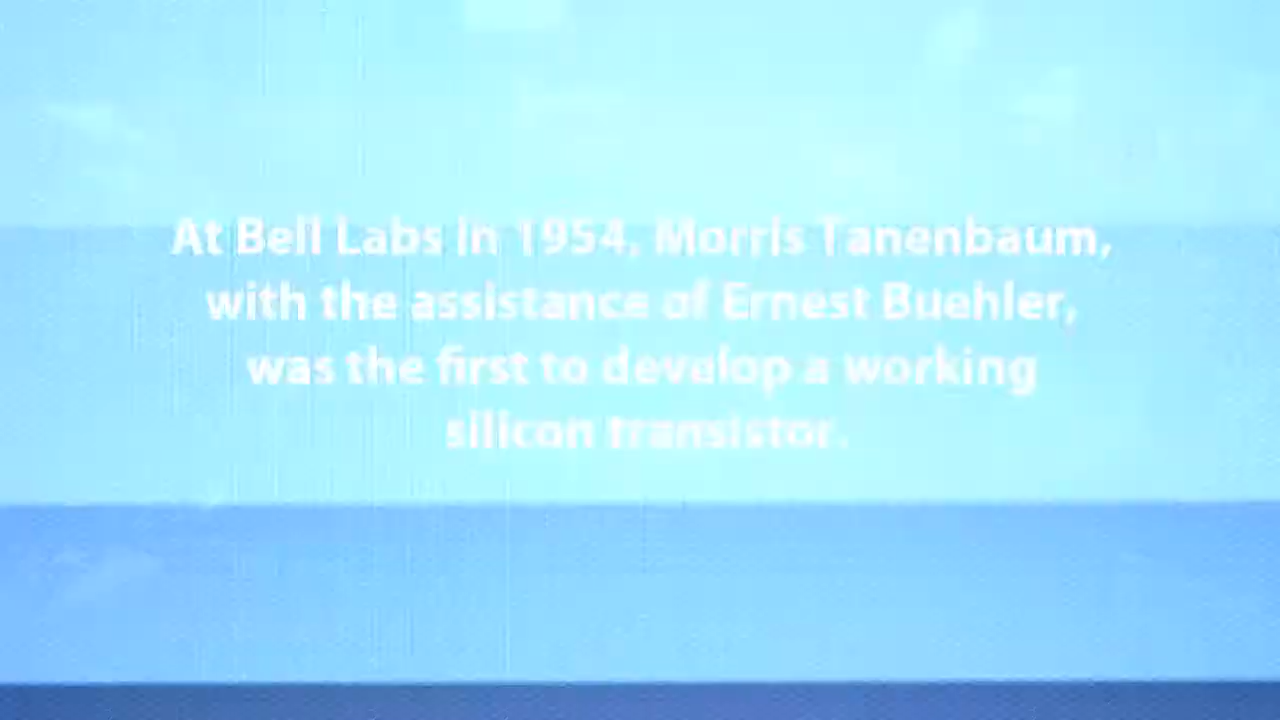 At Bell Labs in 1954, Morris Tanenbaum,
with the assistance of Ernest Buehler,
was the first to develop a working
silicon transistor.